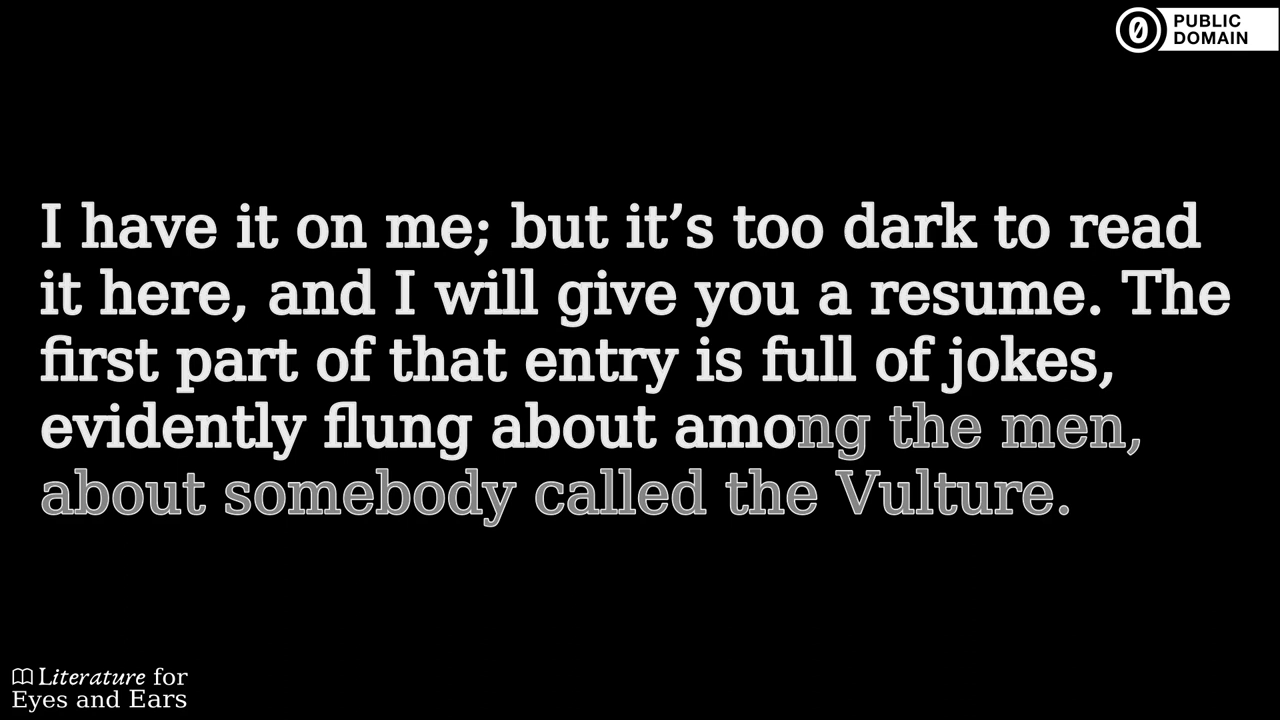 PUBLIC
DOMAIN
I have it on me; but it’s too dark to read
it here, and I will give you a resume. The
first part of that entry is full of jokes,
evidently flung about among the men,
about somebody called the Vulture.
Literature for
Eyes and Ears